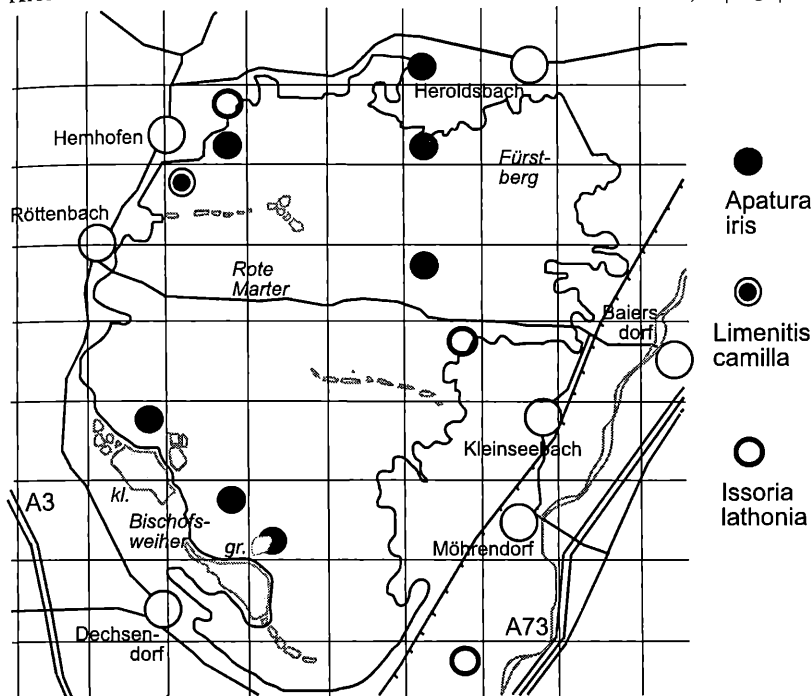 Heroldsbach
Hemhofen
Fürst-
berg
Röttenbach
Rote
Marter
Baiers
dorf
Kleinseebach
kl.
Bischofs-
weiher
gr.
Möhrendorf
A3
A73
Dechsen-
dorf
Apatura
iris
Limenitis
camilla
Issoria
lathonia